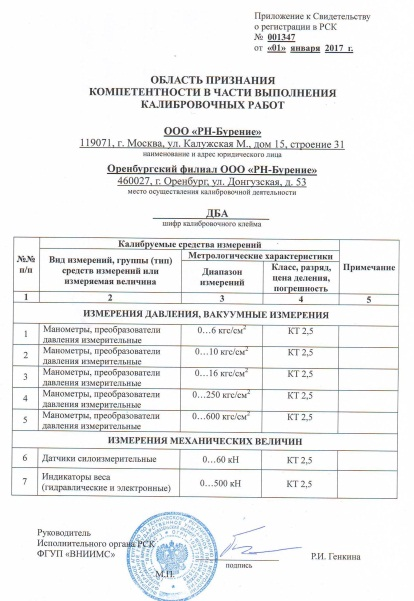 Приложение к Свидетельству
о регистрации в РСК
№ 001347
от «01» января 2017 г.
ОБЛАСТЬ ПРИЗНАНИЯ
КОМПЕТЕНТНОСТИ В ЧАСТИ ВЫПОЛНЕНИЯ
КАЛИБРОВОЧНЫХ РАБОТ
ООО «РН-Бурение»
119071, г. Москва, ул. Калужская М., дом 15, строение 31
наименование и адрес юридического лица
Оренбургский филиал ООО «РН-Бурение»
460027, г. Оренбург, ул. Донгузская, д. 53
место осуществления калибровочной деятельности
ДБА
шифр калибровочного клейма
№№ п/п
Калибруемые средства измерений
Примечание
Вид измерений, группы (тип) средств измерений или измеряемая величина
Метрологические характеристики
Диапазон измерений
Класс, разряд, цена деления, погрешность
1 2 3 4 5
ИЗМЕРЕНИЯ ДАВЛЕНИЯ, ВАКУУМНЫЕ ИЗМЕРЕНИЯ
1 Манометры, преобразователи давления измерительные 0…6 кгс/см² КТ 2,5
2 Манометры, преобразователи давления измерительные 0…10 кгс/см² КТ 2,5
3 Манометры, преобразователи давления измерительные 0…16 кгс/см² КТ 2,5
4 Манометры, преобразователи давления измерительные 0…250 кгс/см² КТ 2,5
5 Манометры, преобразователи давления измерительные 0…600 кгс/см² КТ 2,5
ИЗМЕРЕНИЯ МЕХАНИЧЕСКИХ ВЕЛИЧИН
6 Датчики силоизмерительные 0…60 кН КТ 2,5
7 Индикаторы веса (гидравлические и электронные) 0…500 кН КТ 2,5
Руководитель
Исполнительного органа РСК
ФГУП «ВНИИМС»
Р.И. Генкина
подпись
М.П.